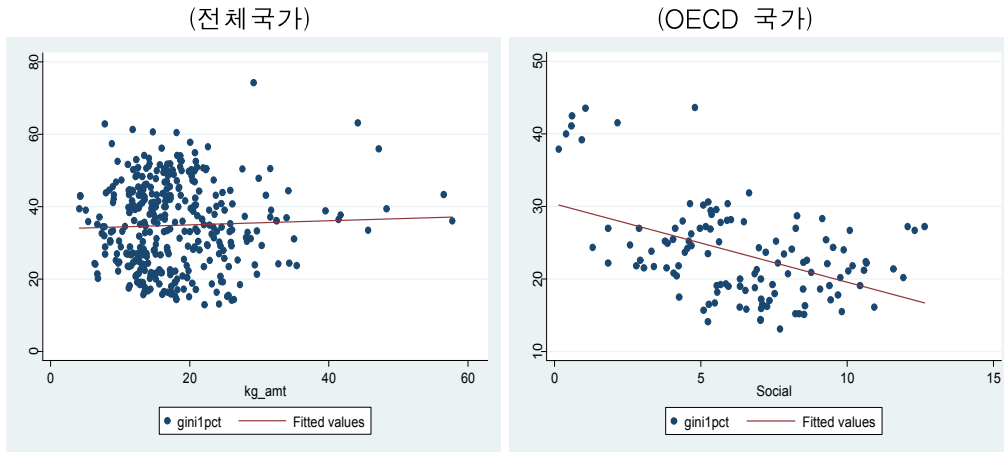 (전체국가)
80
60
40
20
0
0 20 40 60
kg_amt
gini1pct Fitted values
(OECD 국가)
50
40
30
20
10
0 5 10 15
Social
gini1pct Fitted values